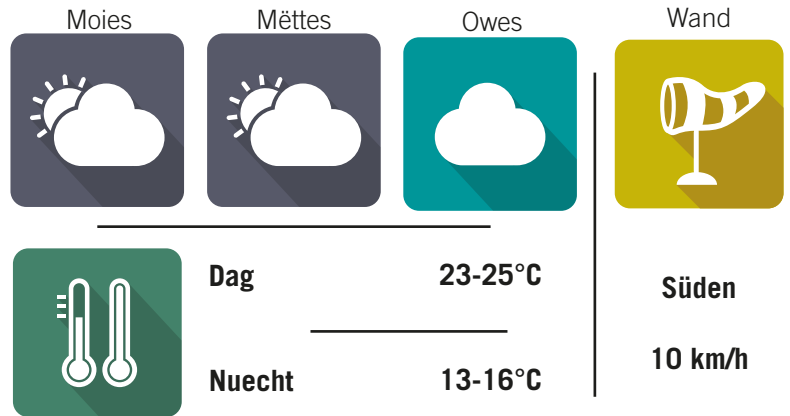 Moies Mëttes Owes Wand
Dag 23-25°C
Süden
10 km/h
Nuecht 13-16°C